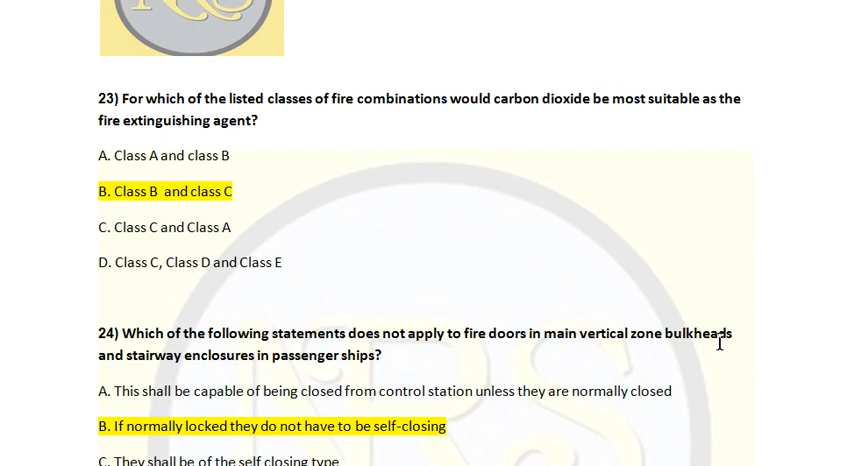 23) For which of the listed classes of fire combinations would carbon dioxide be most suitable as the
fire extinguishing agent?
A. Class A and class B
B. Class B and class C
C. Class C and Class A
D. Class C, Class D and Class E
24) Which of the following statements does not apply to fire doors in main vertical zone bulkheads
and stairway enclosures in passenger ships?
A. This shall be capable of being closed from control station unless they are normally closed
B. If normally locked they do not have to be self-closing
C. They shall be of the self closing type